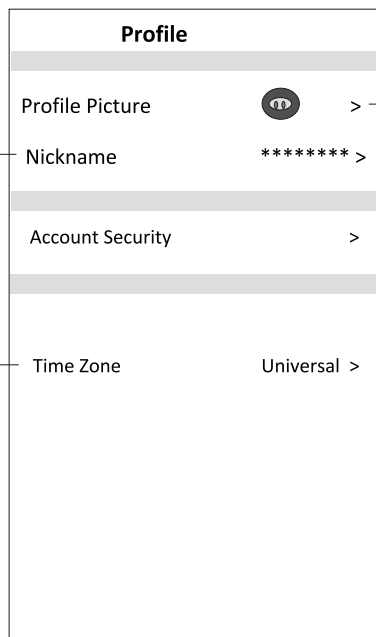 Profile
Profile Picture >
Nickname ******** >
Account Security >
Time Zone Universal >